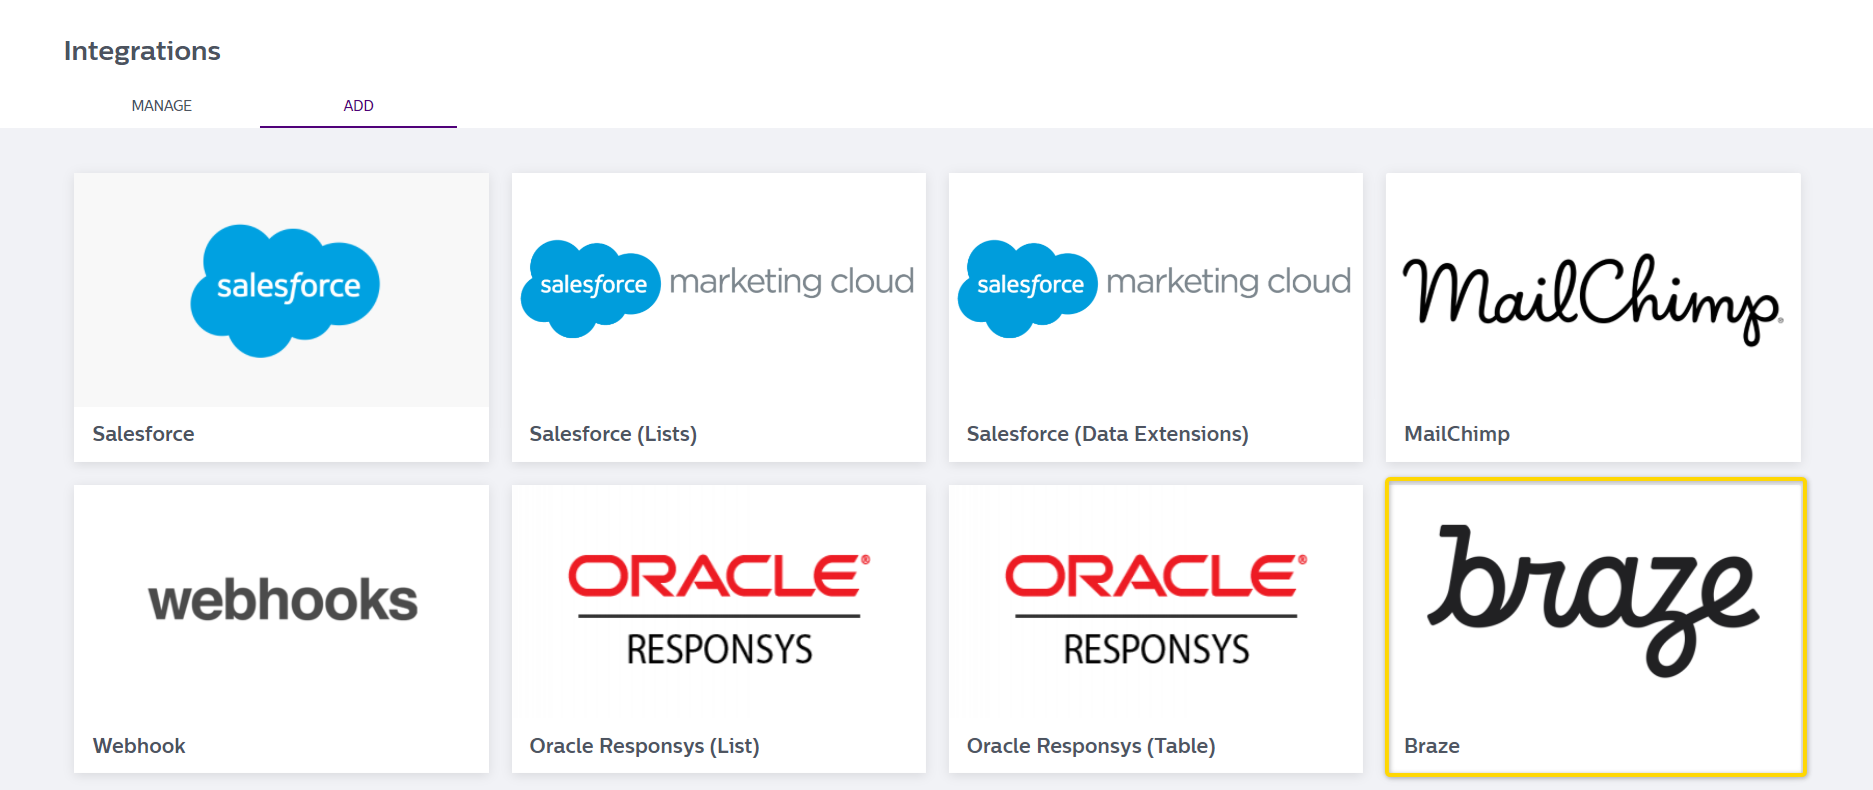 Integrations
MANAGE ADD
salesforce
Salesforce
salesforce marketing cloud
Salesforce (Lists)
salesforce marketing cloud
Salesforce (Data Extensions)
MailChimp®
MailChimp
webhooks
Webhook
ORACLE®
RESPONSYS
Oracle Responsys (List)
ORACLE®
RESPONSYS
Oracle Responsys (Table)
braze
Braze